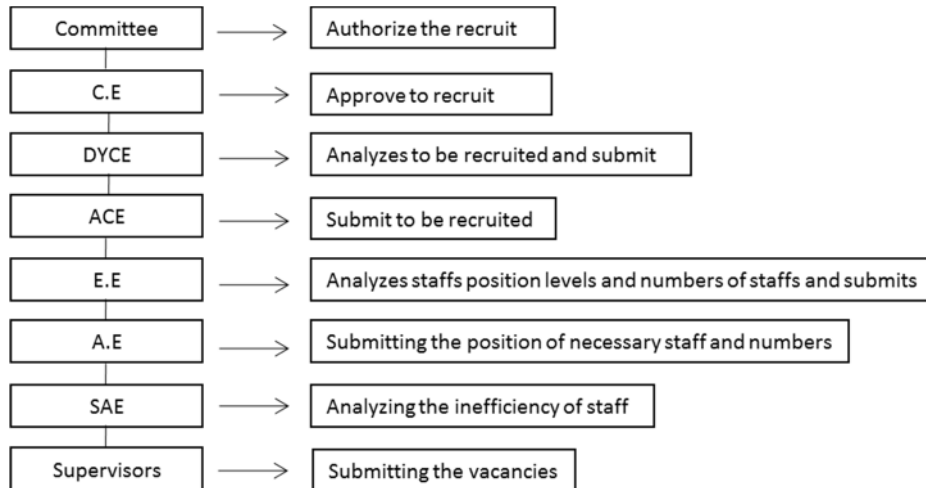 Committee
Authorize the recruit
C.E
Approve to recruit
DYCE
Analyzes to be recruited and submit
ACE
Submit to be recruited
E.E
Analyzes staffs position levels and numbers of staffs and submits
A.E
Submitting the position of necessary staff and numbers
SAE
Analyzing the inefficiency of staff
Supervisors
Submitting the vacancies